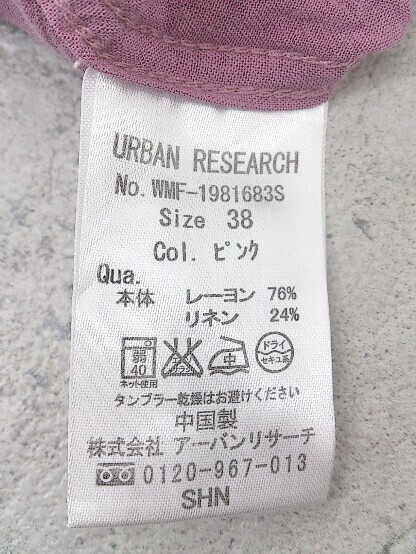 URBAN RESEARCH
No. WMF-1981683S
Size 38
Col. ピンク
Qua.
本体 レーヨン 76%
リネン 24%
弱 40 中 ドライ セキユ系
ネット使用
タンブラー乾燥はお避けください
中国製
株式会社 アーバンリサーチ
0120-967-013
SHN